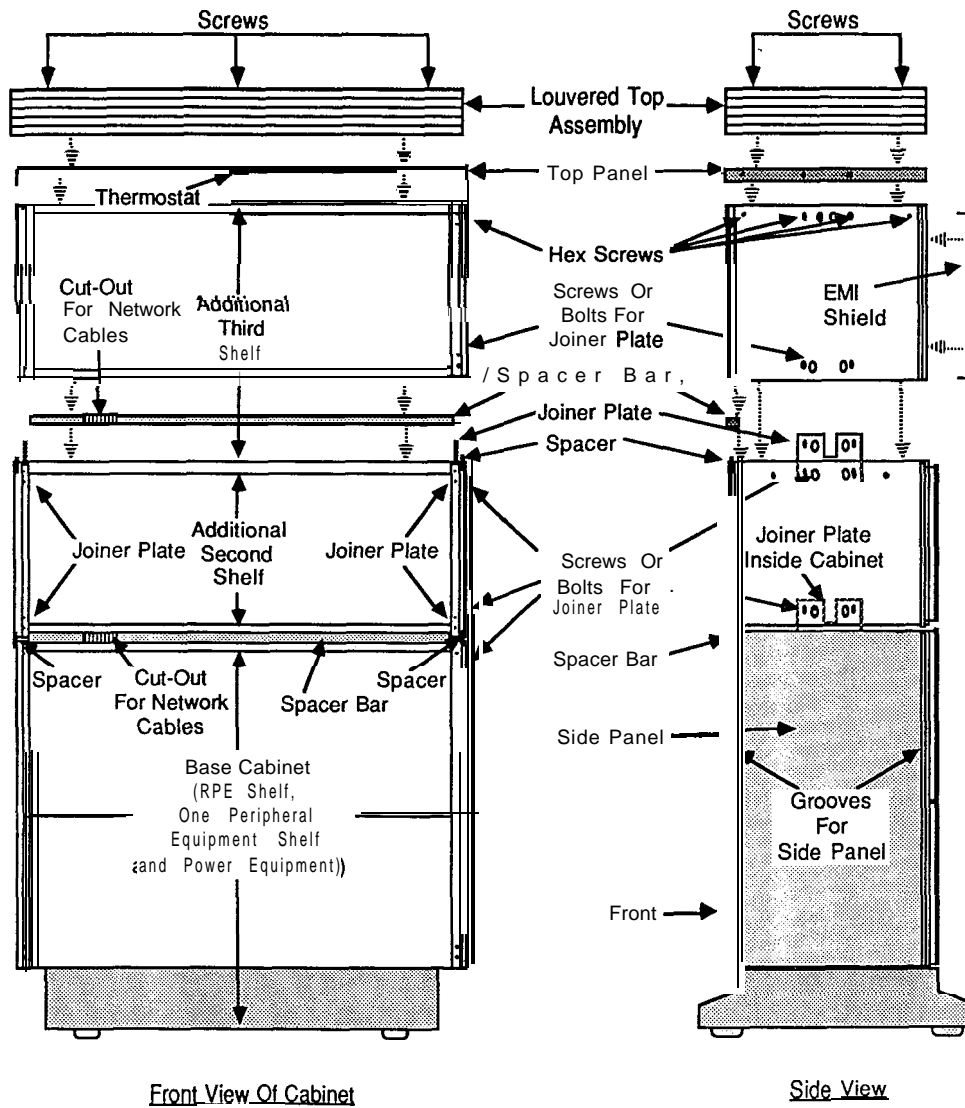 Screws
Screws
Louvered Top
Assembly
Top Panel
Thermostat
Hex Screws
Cut-Out
For Network
Cables
Additional
Third
Shelf
Screws Or
Bolts For
Joiner Plate
EMI
Shield
/Spacer Bar,
Joiner Plate
Spacer
Joiner Plate
Additional
Second
Shelf
Joiner Plate
Screws Or
Bolts For
Joiner Plate
Joiner Plate
Inside Cabinet
Spacer
Cut-Out
For Network
Cables
Spacer Bar
Spacer
Spacer Bar
Side Panel
Base Cabinet
(RPE Shelf,
One Peripheral
Equipment Shelf
and Power Equipment))
Grooves
For
Side Panel
Front
Front View Of Cabinet
Side View